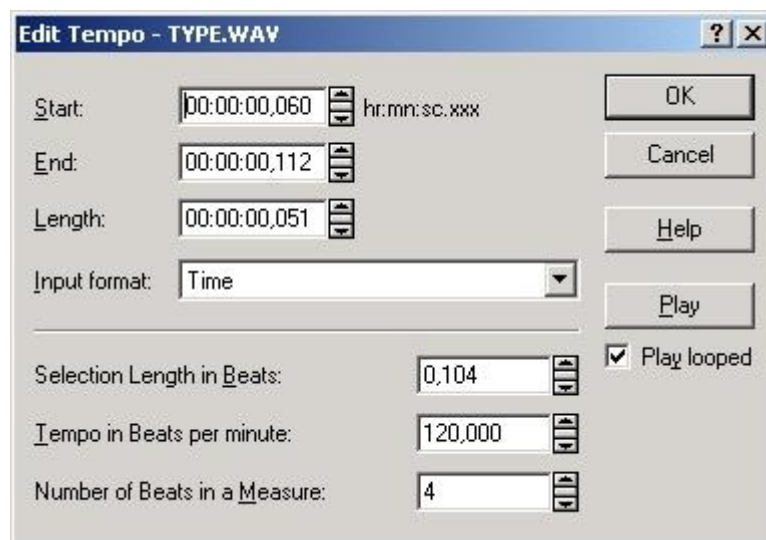 Edit Tempo - TYPE.WAV
Start: 00:00:00,060 hr:mn:sc.xxx OK
End: 00:00:00,112 Cancel
Length: 00:00:00,051 Help
Input format: Time
Play
Play looped
Selection Length in Beats: 0,104
Tempo in Beats per minute: 120,000
Number of Beats in a Measure: 4